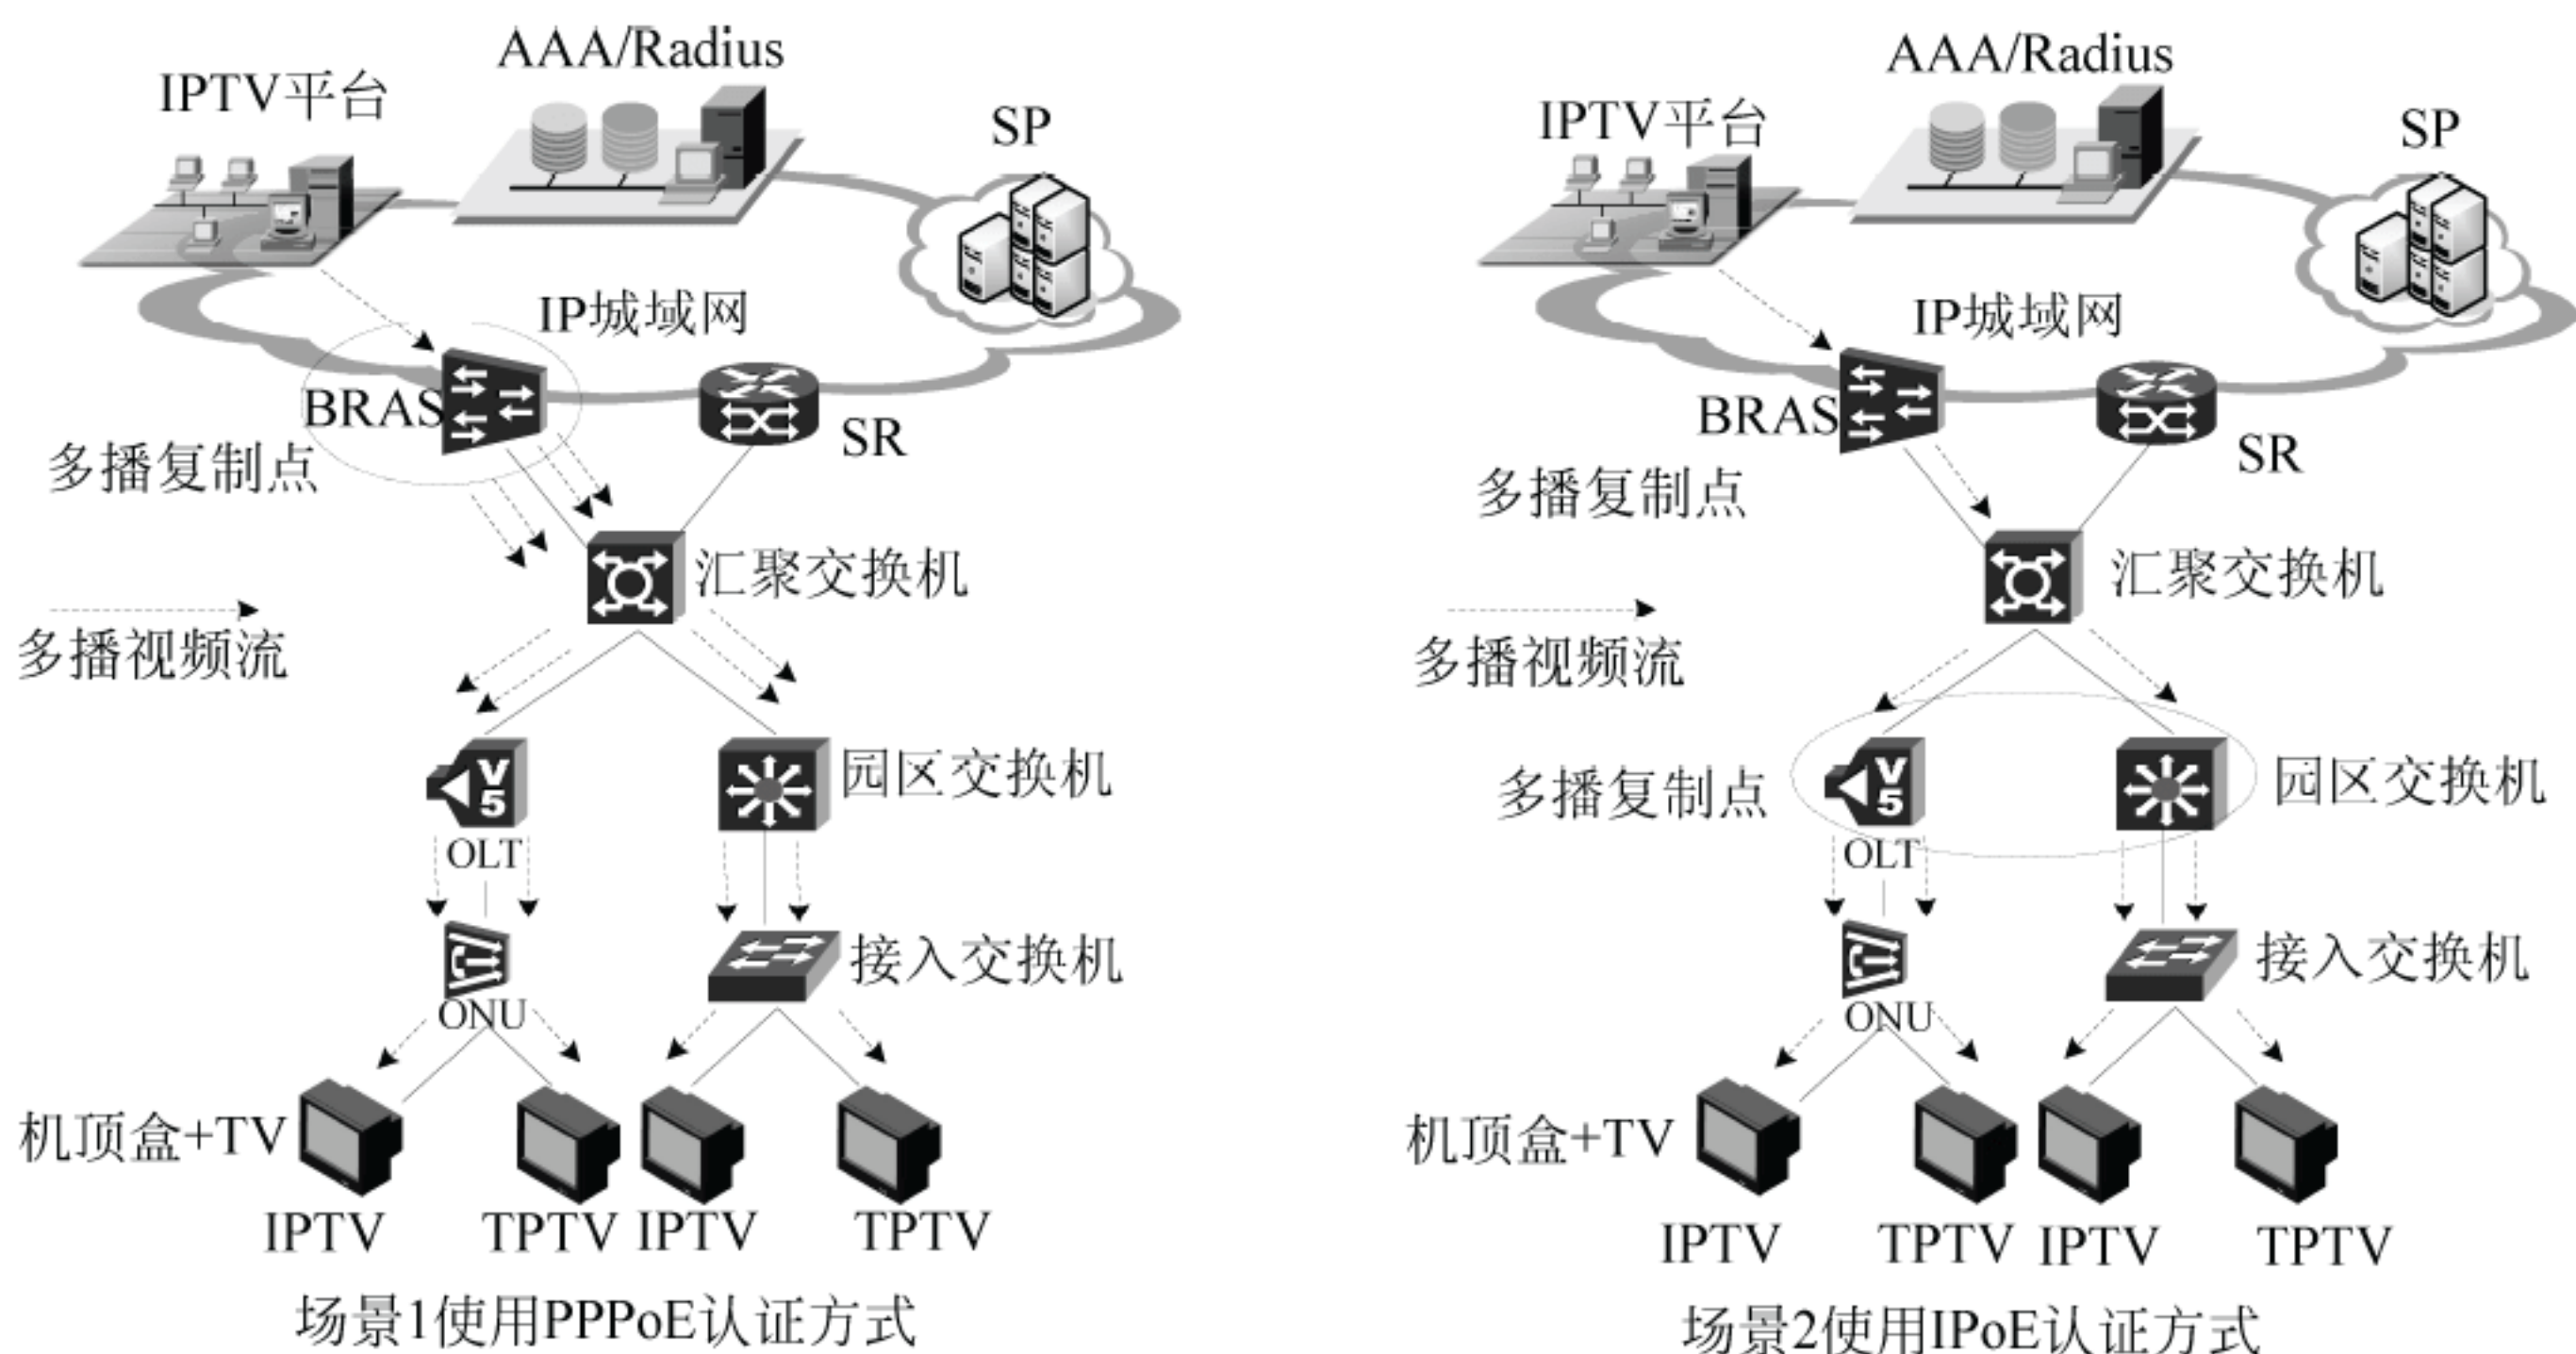 AAA/Radius
IPTV平台
SP
IP城域网
BRAS
SR
多播复制点
汇聚交换机
多播视频流
园区交换机
OLT
接入交换机
ONU
机顶盒+TV
IPTV
TPTV
IPTV
TPTV
场景1使用PPPoE认证方式
AAA/Radius
IPTV平台
SP
IP城域网
BRAS
SR
多播复制点
汇聚交换机
多播视频流
园区交换机
多播复制点
OLT
接入交换机
ONU
机顶盒+TV
IPTV
TPTV
IPTV
TPTV
场景2使用IPoE认证方式